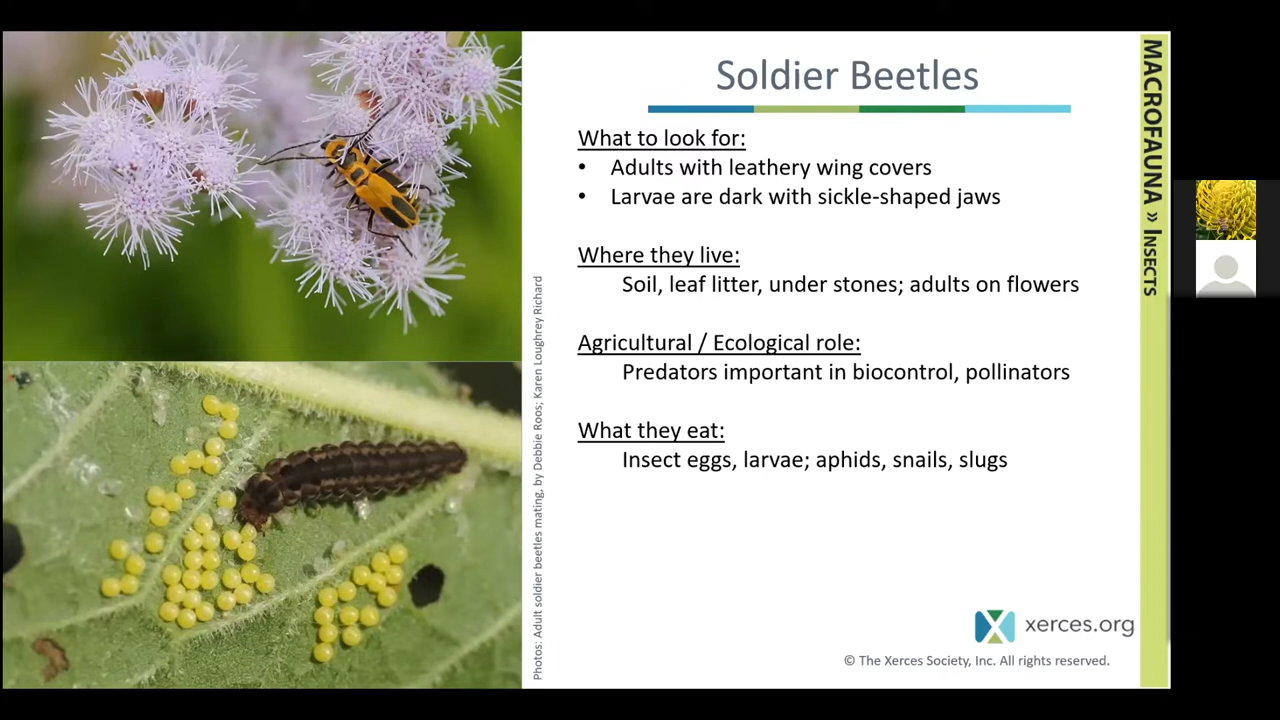 Soldier Beetles
What to look for:
• Adults with leathery wing covers
• Larvae are dark with sickle-shaped jaws
Where they live:
Soil, leaf litter, under stones; adults on flowers
Agricultural / Ecological role:
Predators important in biocontrol, pollinators
What they eat:
Insect eggs, larvae; aphids, snails, slugs
Photos: Adult soldier beetles mating, by Debbie Roos; Karen Loughrey Richard
xerces.org
© The Xerces Society, Inc. All rights reserved.
MACROFAUNA » INSECTS